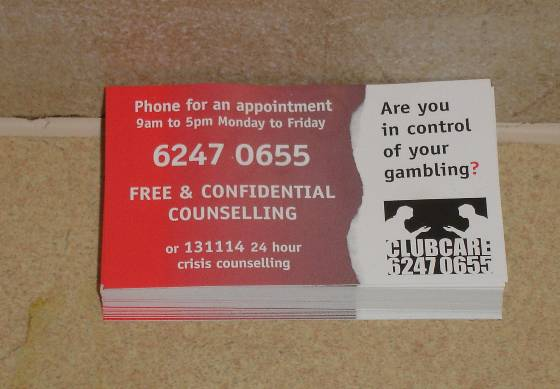 Phone for an appointment
9am to 5pm Monday to Friday
6247 0655
FREE & CONFIDENTIAL
COUNSELLING
or 131114 24 hour
crisis counselling
Are you
in control
of your
gambling?
CLUBCARE
6247 0655